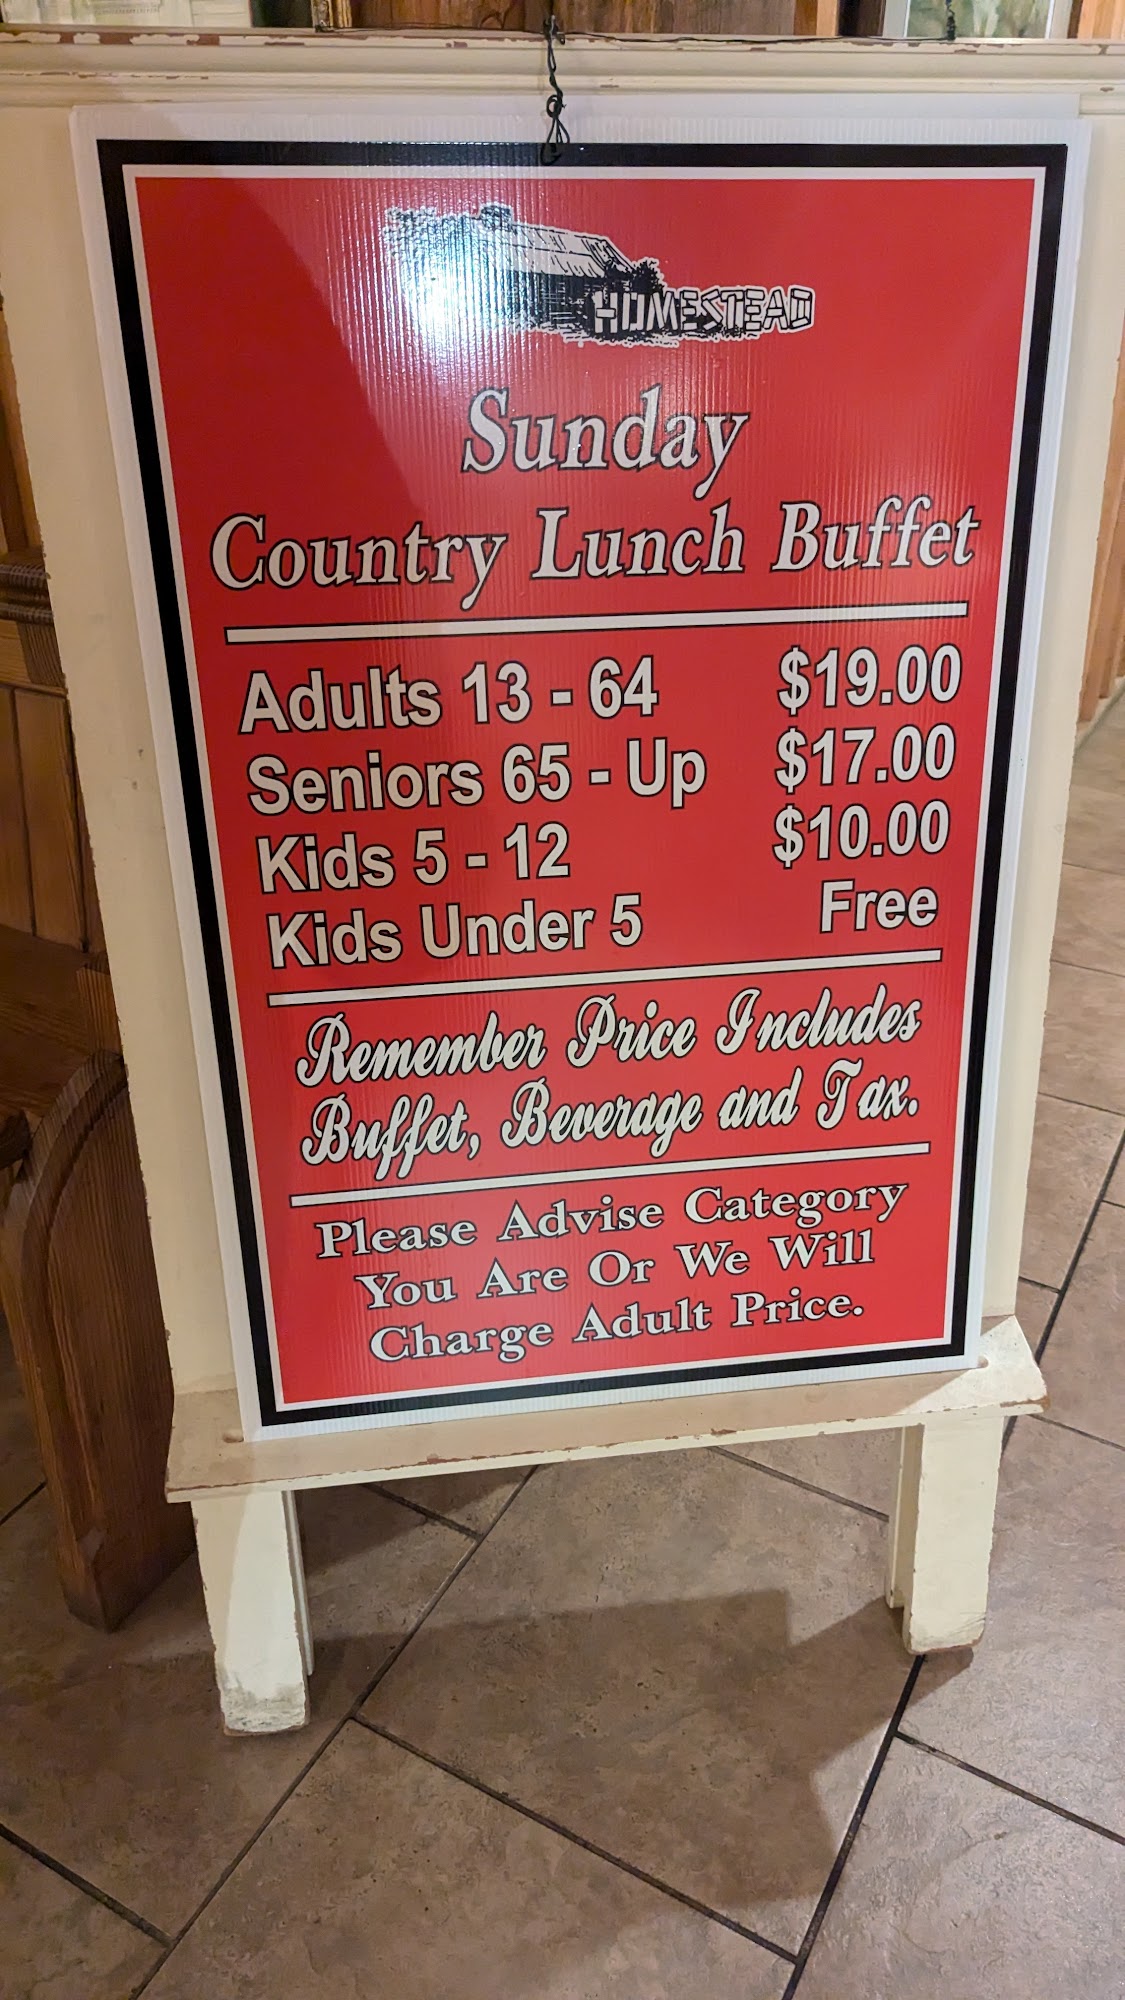 HOMESTEAD
Sunday
Country Lunch Buffet
Adults 13 - 64 $19.00
Seniors 65 - Up $17.00
Kids 5 - 12 $10.00
Kids Under 5 Free
Remember Price Includes
Buffet, Beverage and Tax.
Please Advise Category
You Are Or We Will
Charge Adult Price.